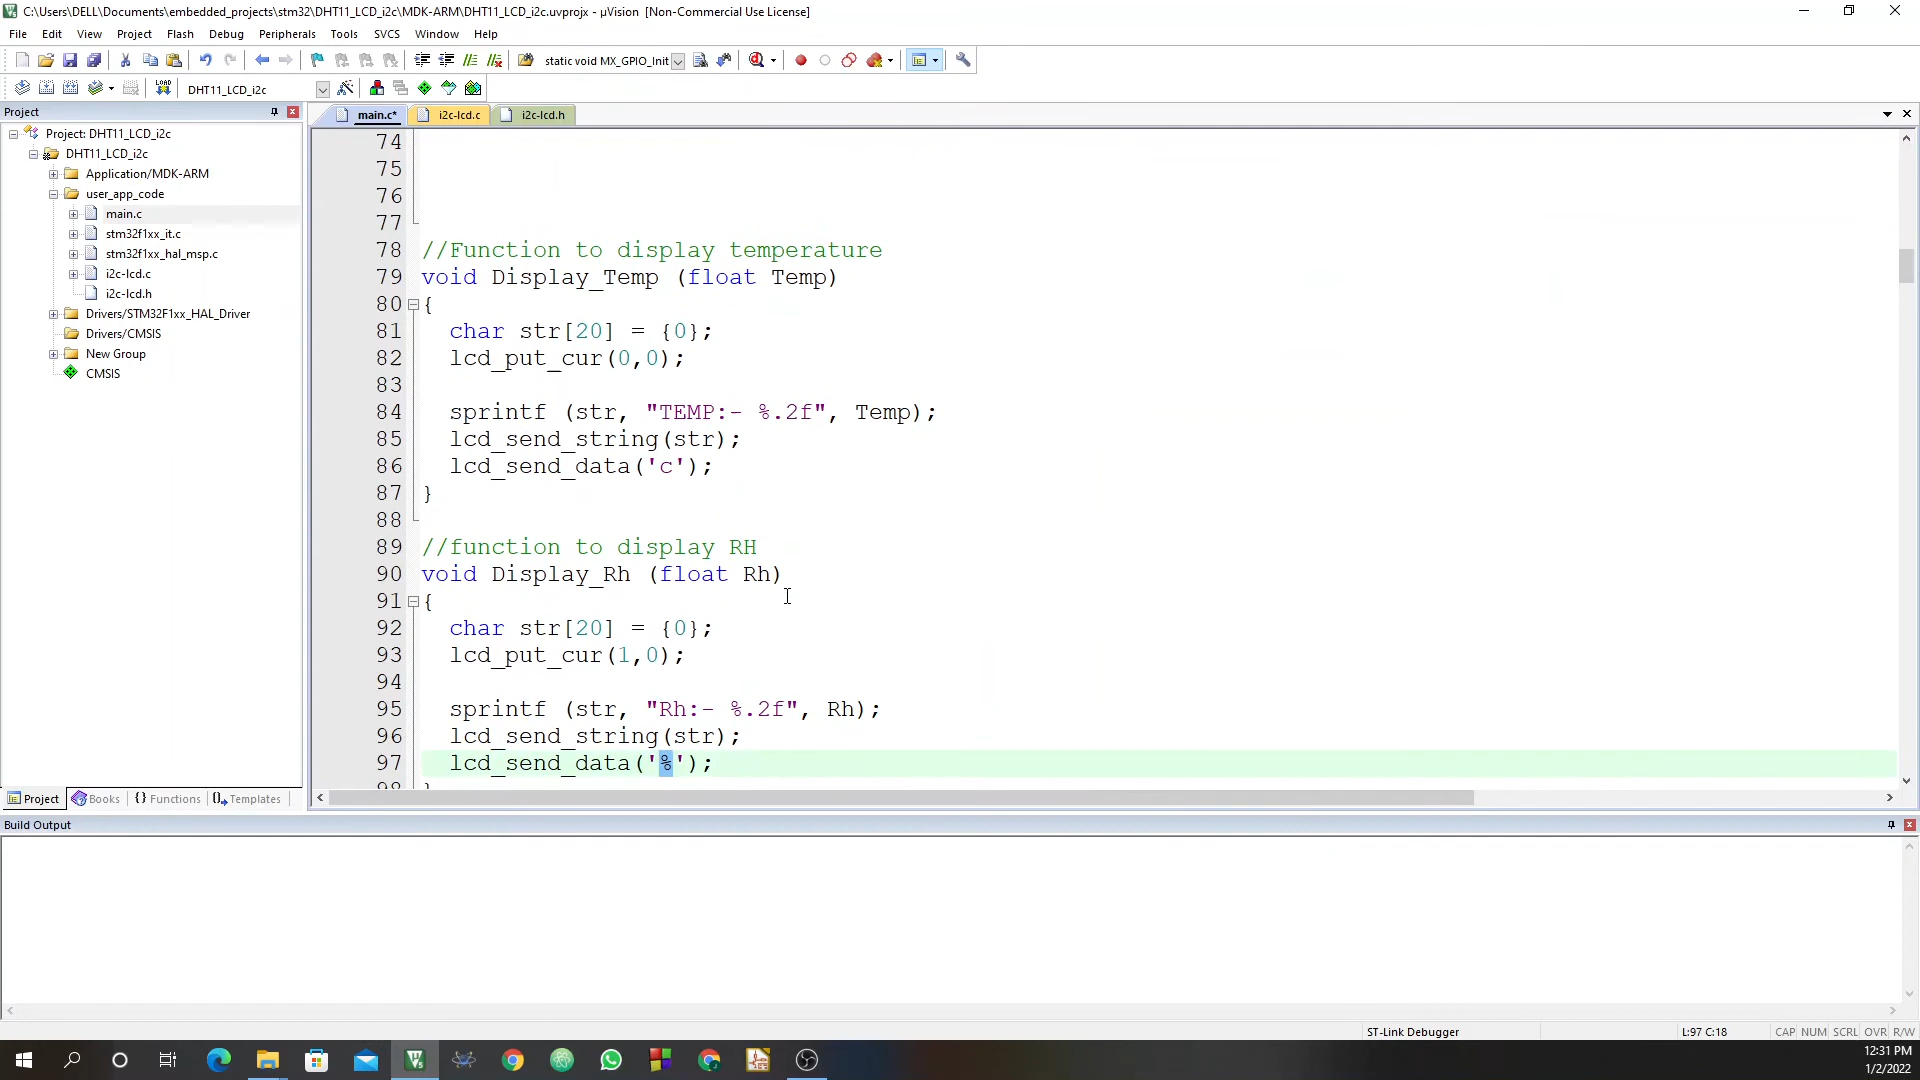 C:\Users\DELL\Documents\embedded_projects\stm32\DHT11_LCD_i2c\MDK-ARM\DHT11_LCD_i2c.uvprojx - µVision [Non-Commercial Use License]
File Edit View Project Flash Debug Peripherals Tools SVCS Window Help
static void MX_GPIO_Init
LOAD DHT11_LCD_i2c
Project
main.c* i2c-lcd.c i2c-lcd.h
Project: DHT11_LCD_i2c
DHT11_LCD_i2c
Application/MDK-ARM
user_app_code
main.c
stm32f1xx_it.c
stm32f1xx_hal_msp.c
i2c-lcd.c
i2c-lcd.h
Drivers/STM32F1xx_HAL_Driver
Drivers/CMSIS
New Group
CMSIS
74
75
76
77
78 //Function to display temperature
79 void Display_Temp (float Temp)
80 {
81 char str[20] = {0};
82 lcd_put_cur(0,0);
83
84 sprintf (str, "TEMP:- %.2f", Temp);
85 lcd_send_string(str);
86 lcd_send_data('c');
87 }
88
89 //function to display RH
90 void Display_Rh (float Rh)
91 {
92 char str[20] = {0};
93 lcd_put_cur(1,0);
94
95 sprintf (str, "Rh:- %.2f", Rh);
96 lcd_send_string(str);
97 lcd_send_data('%');
98 }
Project Books {} Functions Templates
Build Output
ST-Link Debugger L:97 C:18 CAP NUM SCRL OVR R/W
12:31 PM
1/2/2022